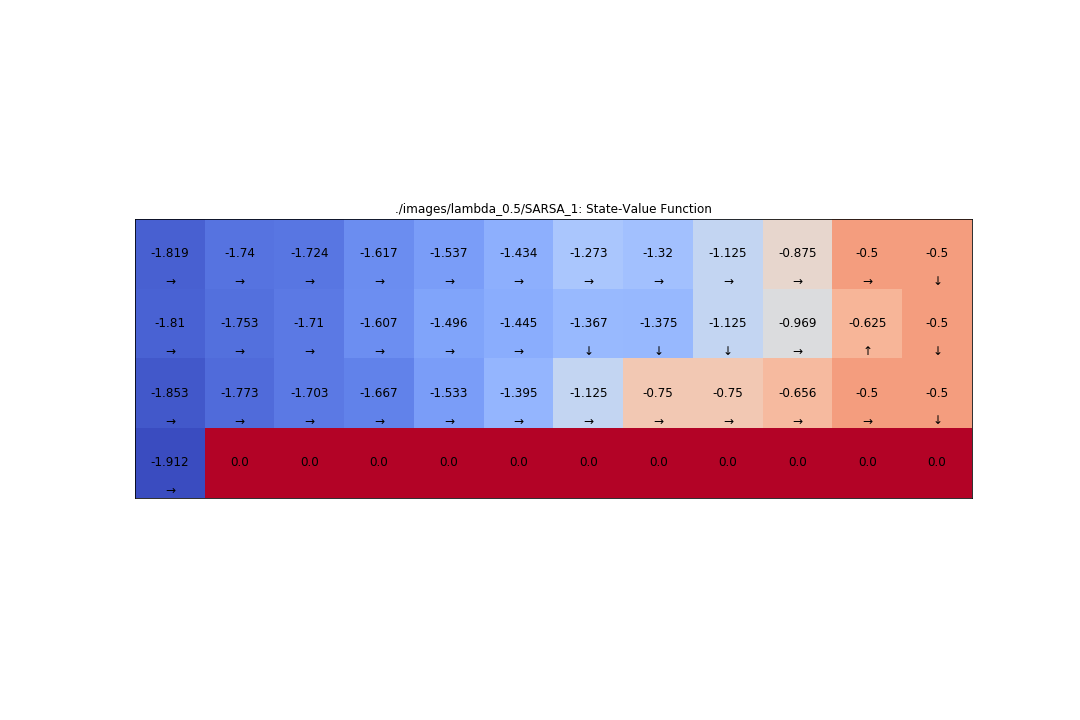 ./images/lambda_0.5/SARSA_1: State-Value Function
-1.819 -1.74 -1.724 -1.617 -1.537 -1.434 -1.273 -1.32 -1.125 -0.875 -0.5 -0.5
→ → → → → → → → → → → ↓
-1.81 -1.753 -1.71 -1.607 -1.496 -1.445 -1.367 -1.375 -1.125 -0.969 -0.625 -0.5
→ → → → → → ↓ ↓ ↓ → ↑ ↓
-1.853 -1.773 -1.703 -1.667 -1.533 -1.395 -1.125 -0.75 -0.75 -0.656 -0.5 -0.5
→ → → → → → → → → → → ↓
-1.912 0.0 0.0 0.0 0.0 0.0 0.0 0.0 0.0 0.0 0.0 0.0
→